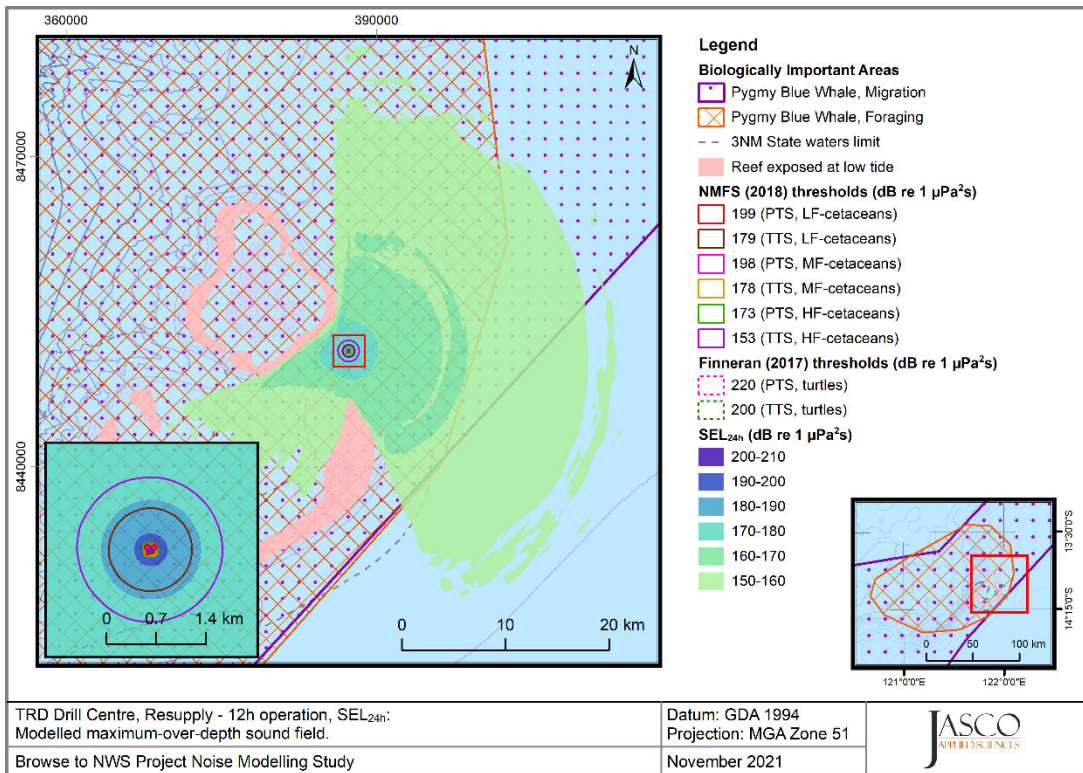 360000
390000
N
8470000
8440000
0 0.7 1.4 km
0 10 20 km
Legend
Biologically Important Areas
Pygmy Blue Whale, Migration
Pygmy Blue Whale, Foraging
3NM State waters limit
Reef exposed at low tide
NMFS (2018) thresholds (dB re 1 µPa²s)
199 (PTS, LF-cetaceans)
179 (TTS, LF-cetaceans)
198 (PTS, MF-cetaceans)
178 (TTS, MF-cetaceans)
173 (PTS, HF-cetaceans)
153 (TTS, HF-cetaceans)
Finneran (2017) thresholds (dB re 1 µPa²s)
220 (PTS, turtles)
200 (TTS, turtles)
SEL24h (dB re 1 µPa²s)
200-210
190-200
180-190
170-180
160-170
150-160
13°30'0"S
14°15'0"S
0 50 100 km
121°0'0"E
122°0'0"E
TRD Drill Centre, Resupply - 12h operation, SEL24h:
Modelled maximum-over-depth sound field.
Browse to NWS Project Noise Modelling Study
Datum: GDA 1994
Projection: MGA Zone 51
November 2021
JASCO
APPLIED SCIENCES